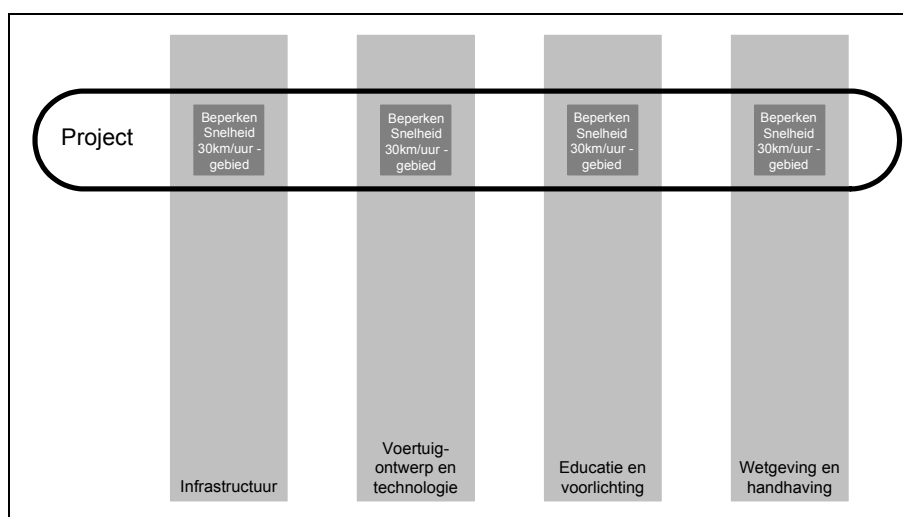 Project
Beperken
Snelheid
30km/uur -
gebied
Beperken
Snelheid
30km/uur -
gebied
Beperken
Snelheid
30km/uur -
gebied
Beperken
Snelheid
30km/uur -
gebied
Infrastructuur
Voertuig-
ontwerp en
technologie
Educatie en
voorlichting
Wetgeving en
handhaving